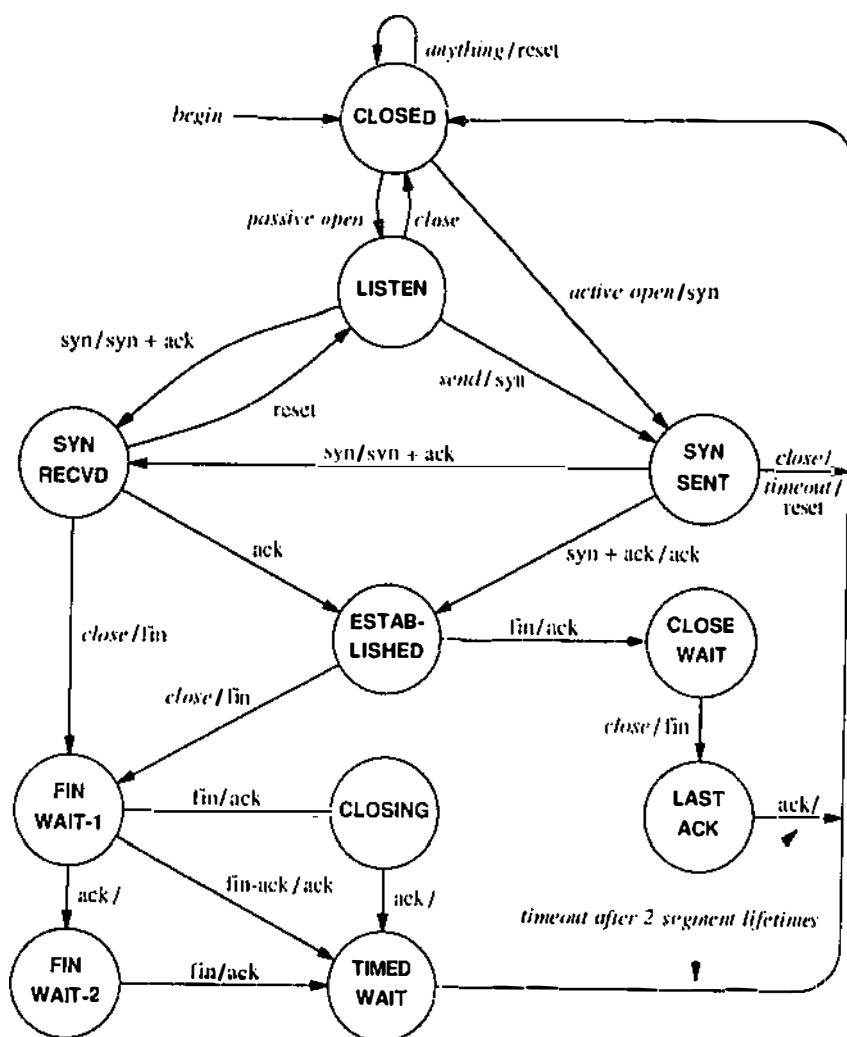 anything/reset
begin
CLOSED
passive open
close
LISTEN
active open/syn
syn/syn + ack
send/syn
reset
SYN
RECVD
syn/syn + ack
SYN
SENT
close/
timeout/
reset
ack
syn + ack/ack
ESTAB-
LISHED
fin/ack
CLOSE
WAIT
close/fin
close/fin
close/fin
FIN
WAIT-1
fin/ack
CLOSING
LAST
ACK
ack/
fin-ack/ack
ack/
ack/
timeout after 2 segment lifetimes
FIN
WAIT-2
fin/ack
TIMED
WAIT